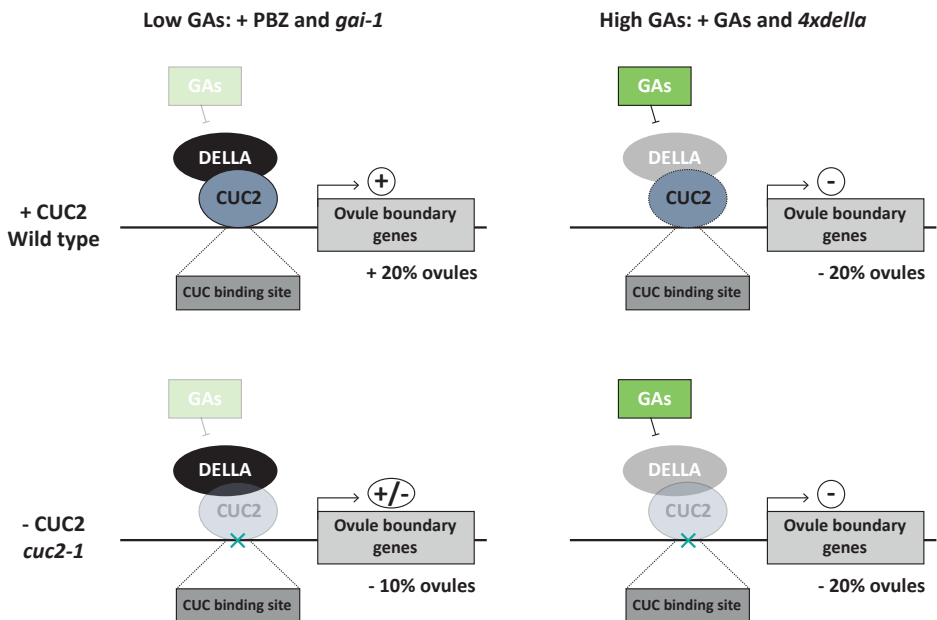 Low GAs: + PBZ and gai-1
High GAs: + GAs and 4xdella
GAs
GAs
DELLA
DELLA
CUC2
+
CUC2
-
+ CUC2
Wild type
Ovule boundary
genes
Ovule boundary
genes
+ 20% ovules
- 20% ovules
CUC binding site
CUC binding site
GAs
GAs
DELLA
DELLA
CUC2
+/-
CUC2
-
- CUC2
cuc2-1
Ovule boundary
genes
Ovule boundary
genes
- 10% ovules
- 20% ovules
CUC binding site
CUC binding site